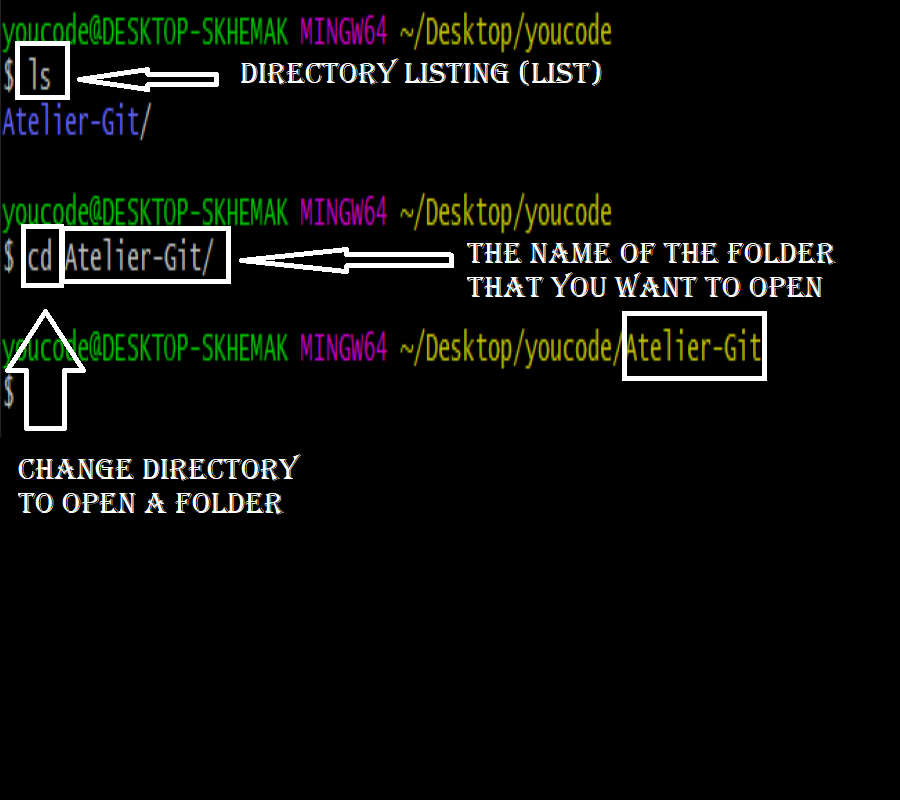 youcode@DESKTOP-SKHEMAK MINGW64 ~/Desktop/youcode
$ ls
DIRECTORY LISTING (LIST)
Atelier-Git/
youcode@DESKTOP-SKHEMAK MINGW64 ~/Desktop/youcode
$ cd Atelier-Git/
THE NAME OF THE FOLDER
THAT YOU WANT TO OPEN
youcode@DESKTOP-SKHEMAK MINGW64 ~/Desktop/youcode/Atelier-Git
$
CHANGE DIRECTORY
TO OPEN A FOLDER